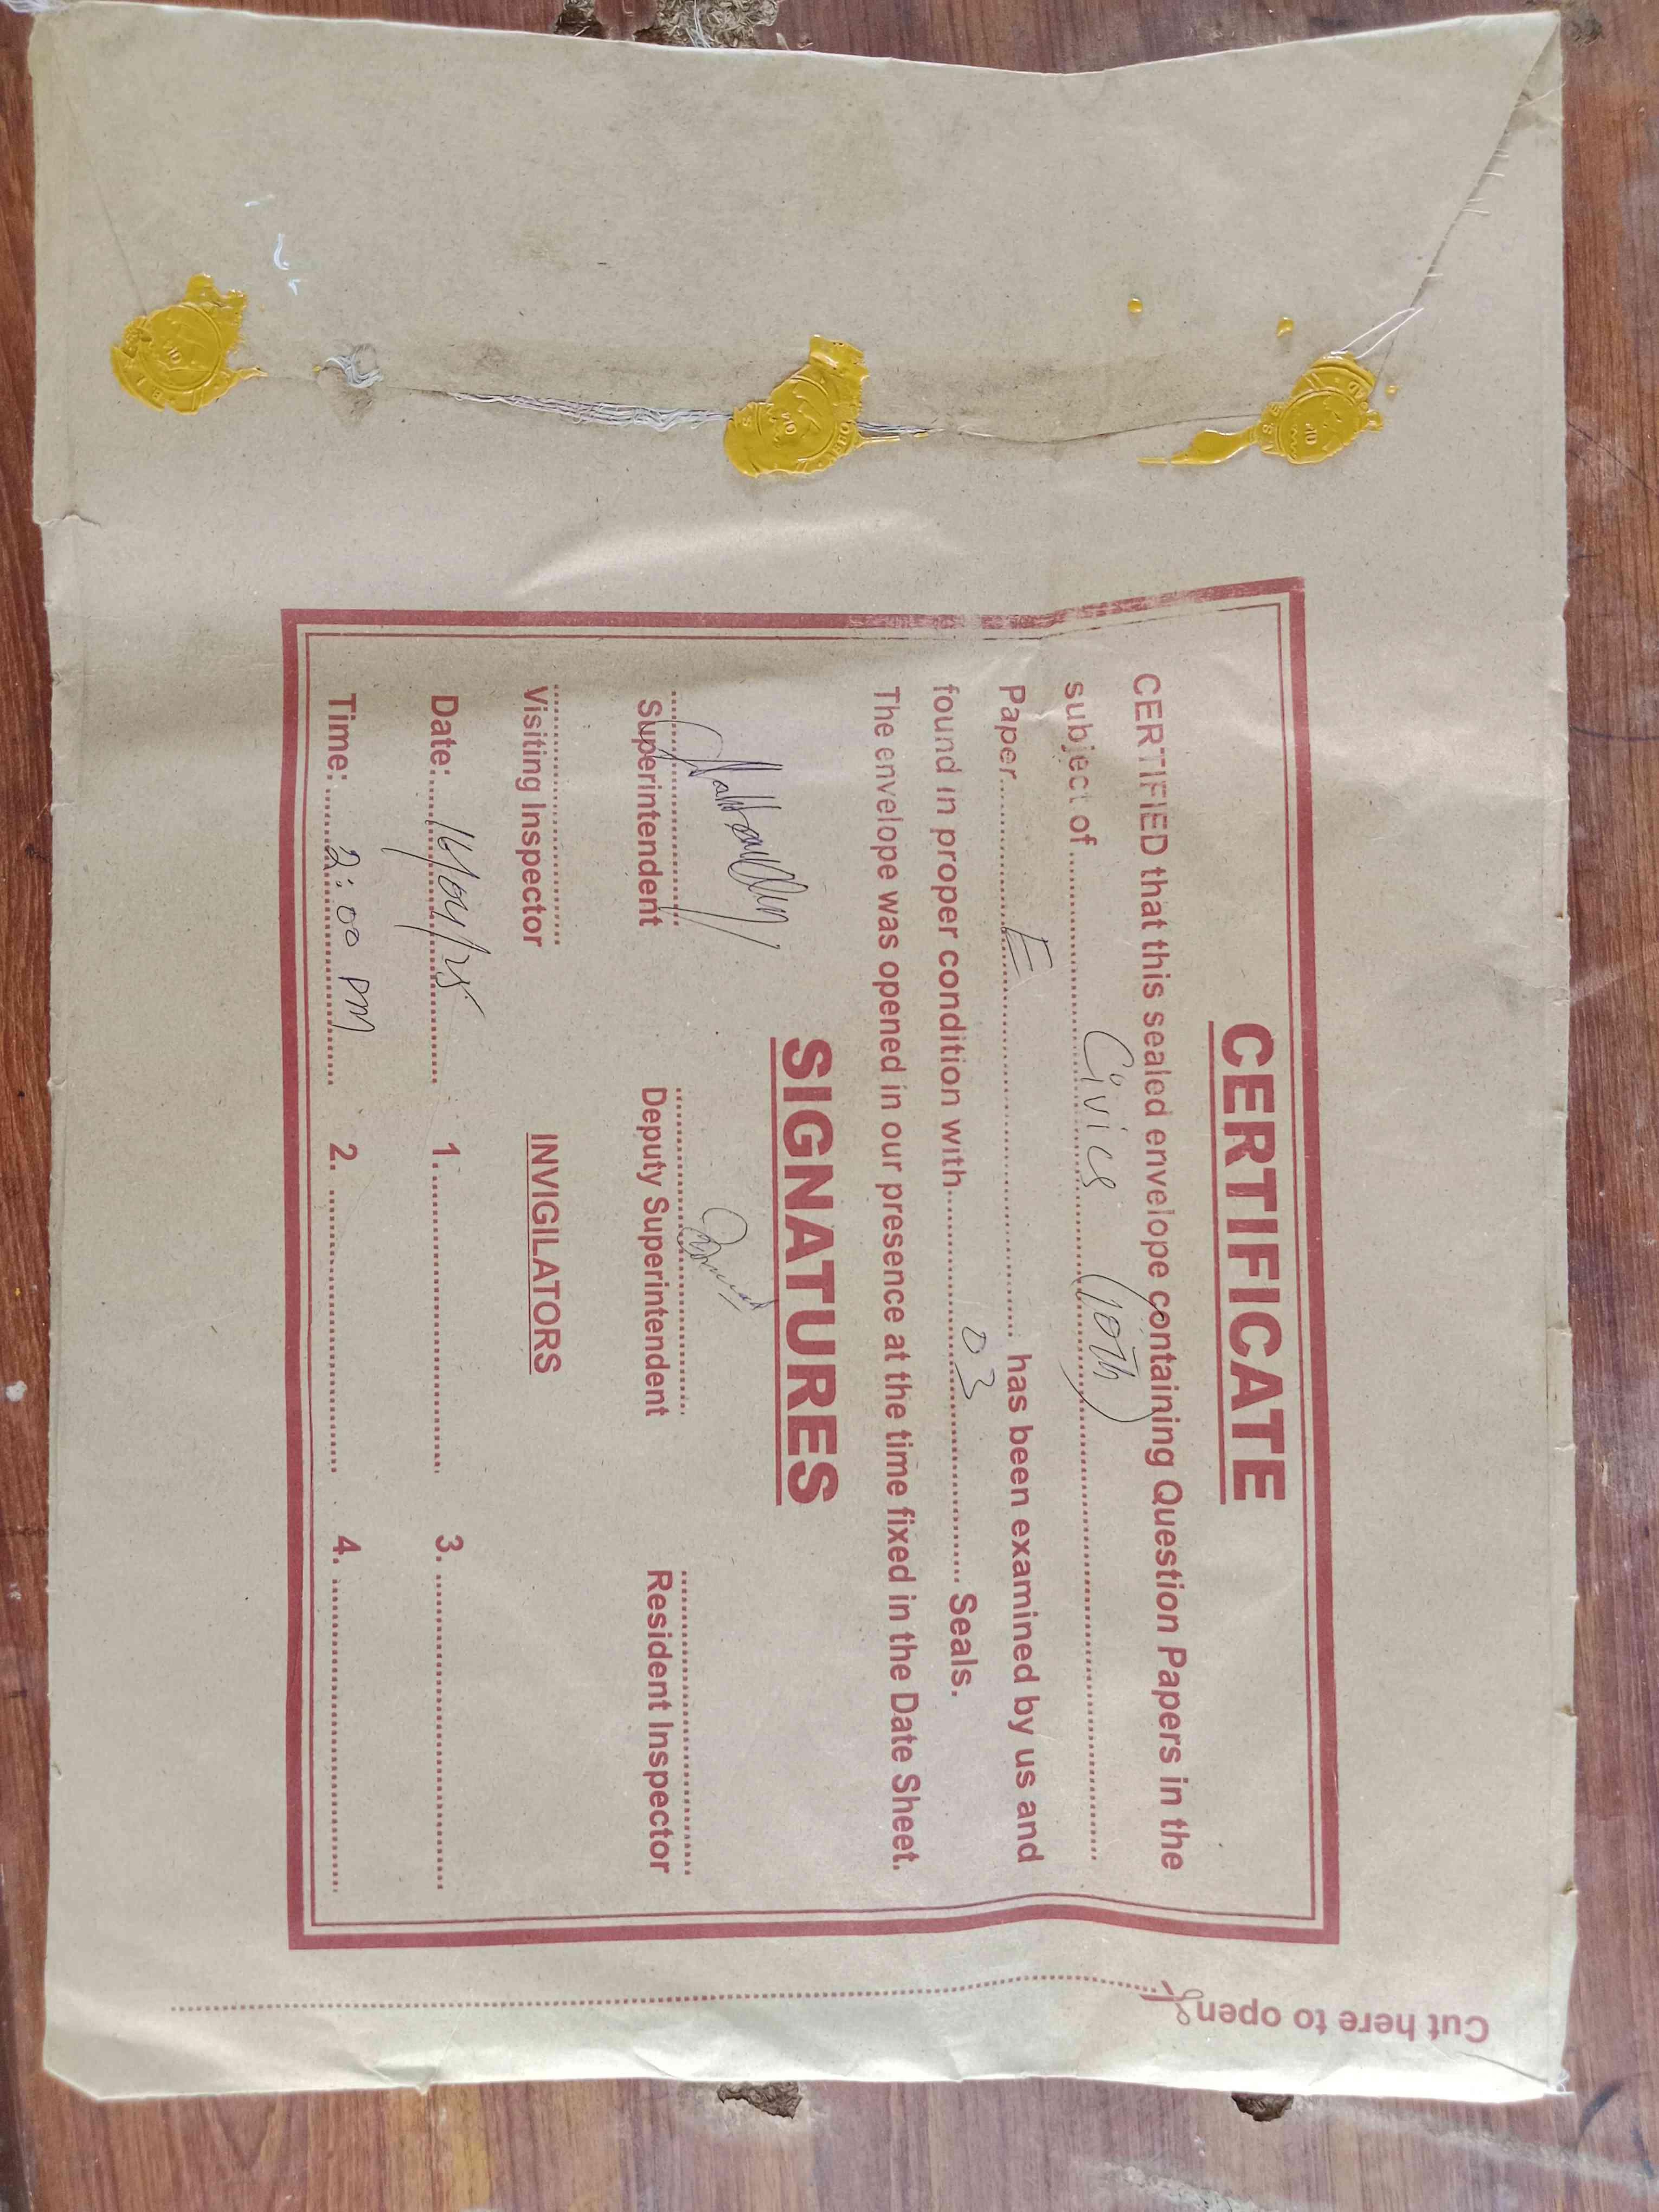 CERTIFICATE
CERTIFIED that this sealed envelope containing Question Papers in the
subject of.......Civics (10th).......
Paper.......E....... has been examined by us and
found in proper condition with.......03....... Seals.
The envelope was opened in our presence at the time fixed in the Date Sheet.
SIGNATURES
Superintendent Deputy Superintendent Resident Inspector
Visiting Inspector INVIGILATORS
Date:.......16/04/25....... 1........ 3........
Time:.......2:00 PM....... 2........ 4........
Cut here to open